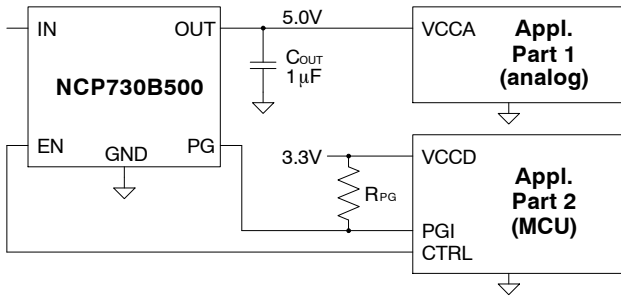 IN
OUT
5.0V
VCCA
Appl.
Part 1
(analog)
COUT
1 μF
NCP730B500
EN
GND
PG
3.3V
VCCD
Appl.
Part 2
(MCU)
RPG
PGI
CTRL